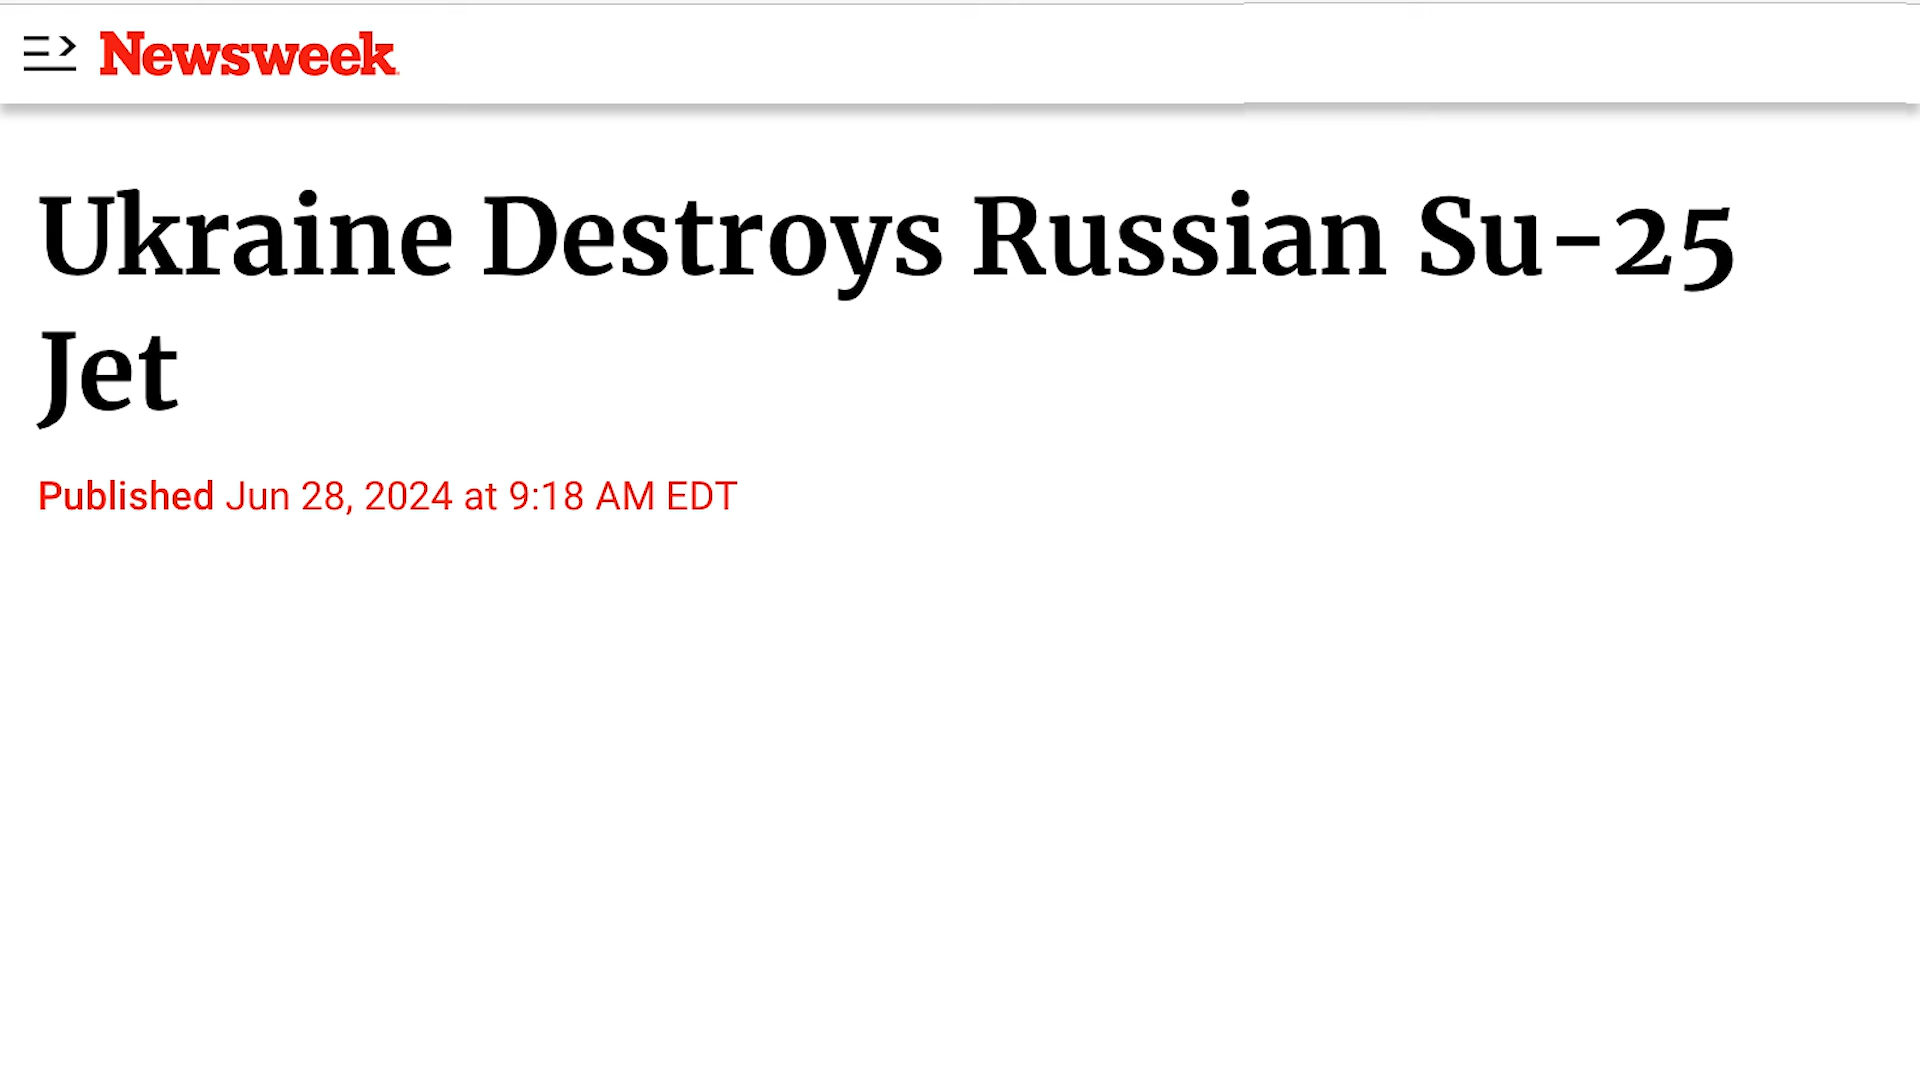 Newsweek
Ukraine Destroys Russian Su-25
Jet
Published Jun 28, 2024 at 9:18 AM EDT